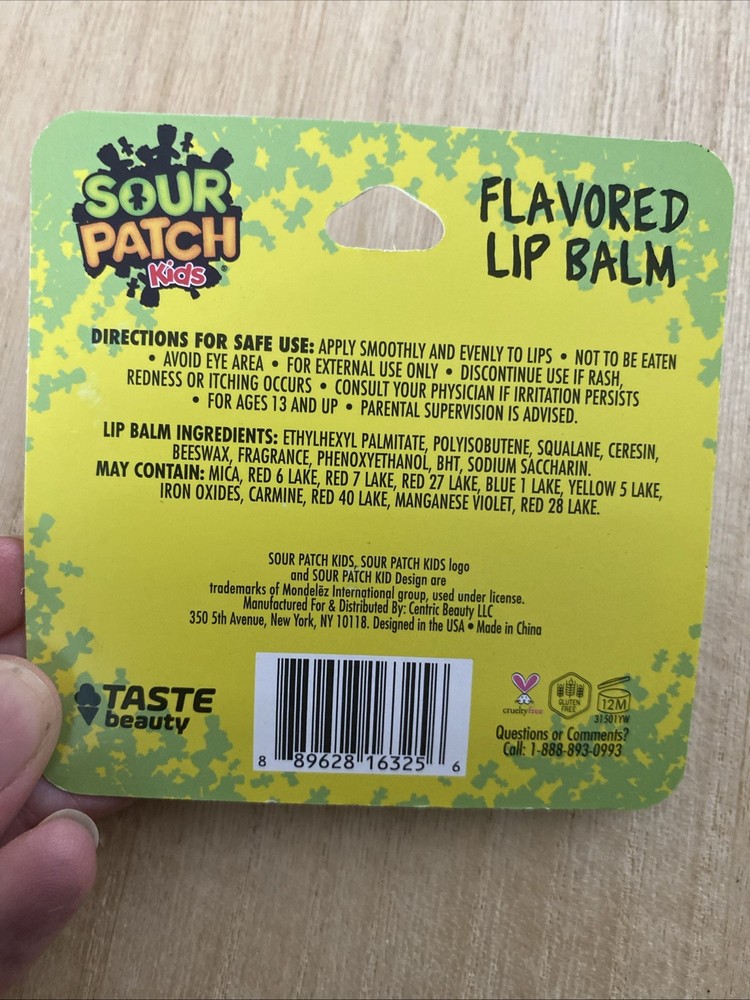 SOUR
PATCH
Kids®
FLAVORED
LIP BALM
DIRECTIONS FOR SAFE USE: APPLY SMOOTHLY AND EVENLY TO LIPS • NOT TO BE EATEN
• AVOID EYE AREA • FOR EXTERNAL USE ONLY • DISCONTINUE USE IF RASH,
REDNESS OR ITCHING OCCURS • CONSULT YOUR PHYSICIAN IF IRRITATION PERSISTS
• FOR AGES 13 AND UP • PARENTAL SUPERVISION IS ADVISED.
LIP BALM INGREDIENTS: ETHYLHEXYL PALMITATE, POLYISOBUTENE, SQUALANE, CERESIN,
BEESWAX, FRAGRANCE, PHENOXYETHANOL, BHT, SODIUM SACCHARIN.
MAY CONTAIN: MICA, RED 6 LAKE, RED 7 LAKE, RED 27 LAKE, BLUE 1 LAKE, YELLOW 5 LAKE,
IRON OXIDES, CARMINE, RED 40 LAKE, MANGANESE VIOLET, RED 28 LAKE.
SOUR PATCH KIDS, SOUR PATCH KIDS logo
and SOUR PATCH KID Design are
trademarks of Mondelēz International group, used under license.
Manufactured For & Distributed By: Centric Beauty LLC
350 5th Avenue, New York, NY 10118. Designed in the USA • Made in China
TASTE
beauty
8 89628 16325 6
crueltyfree
GLUTEN
FREE
12M
31501YW
Questions or Comments?
Call: 1-888-893-0993